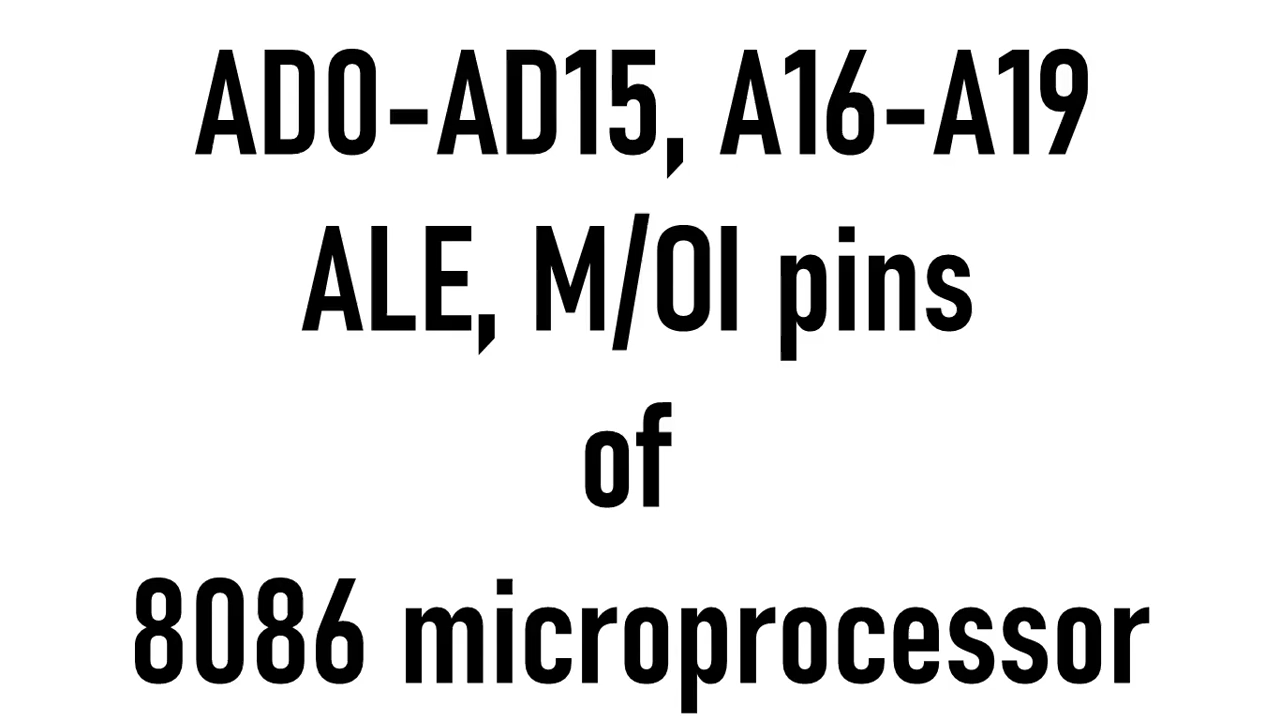 AD0-AD15, A16-A19
ALE, M/OI pins
of
8086 microprocessor